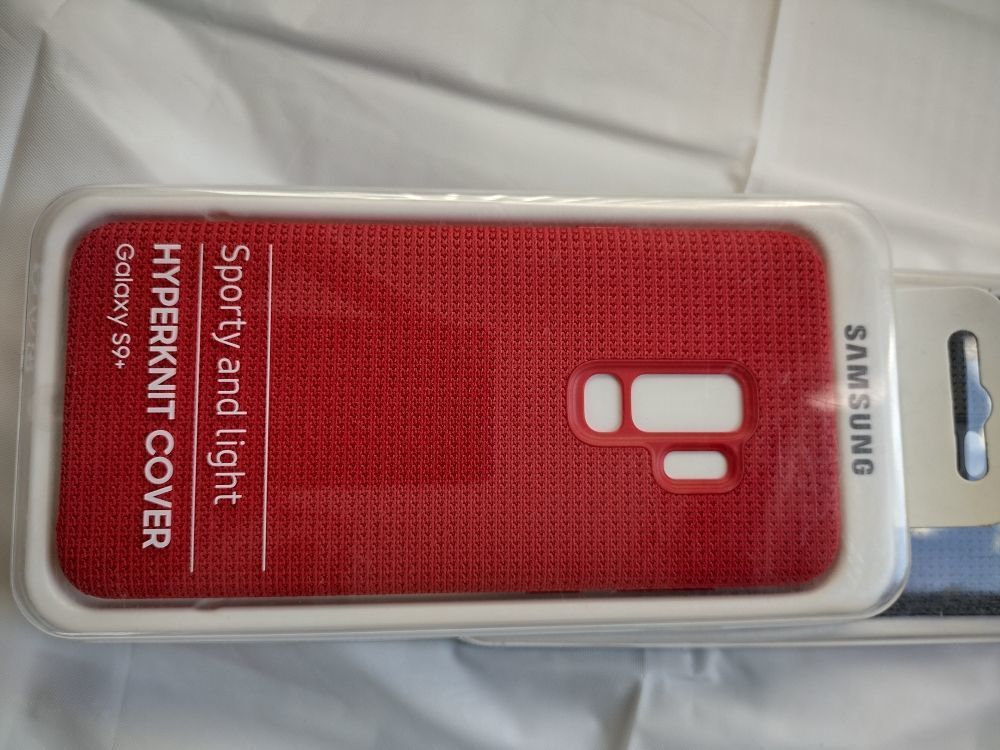 SAMSUNG
Sporty and light
HYPERKNIT COVER
Galaxy S9+